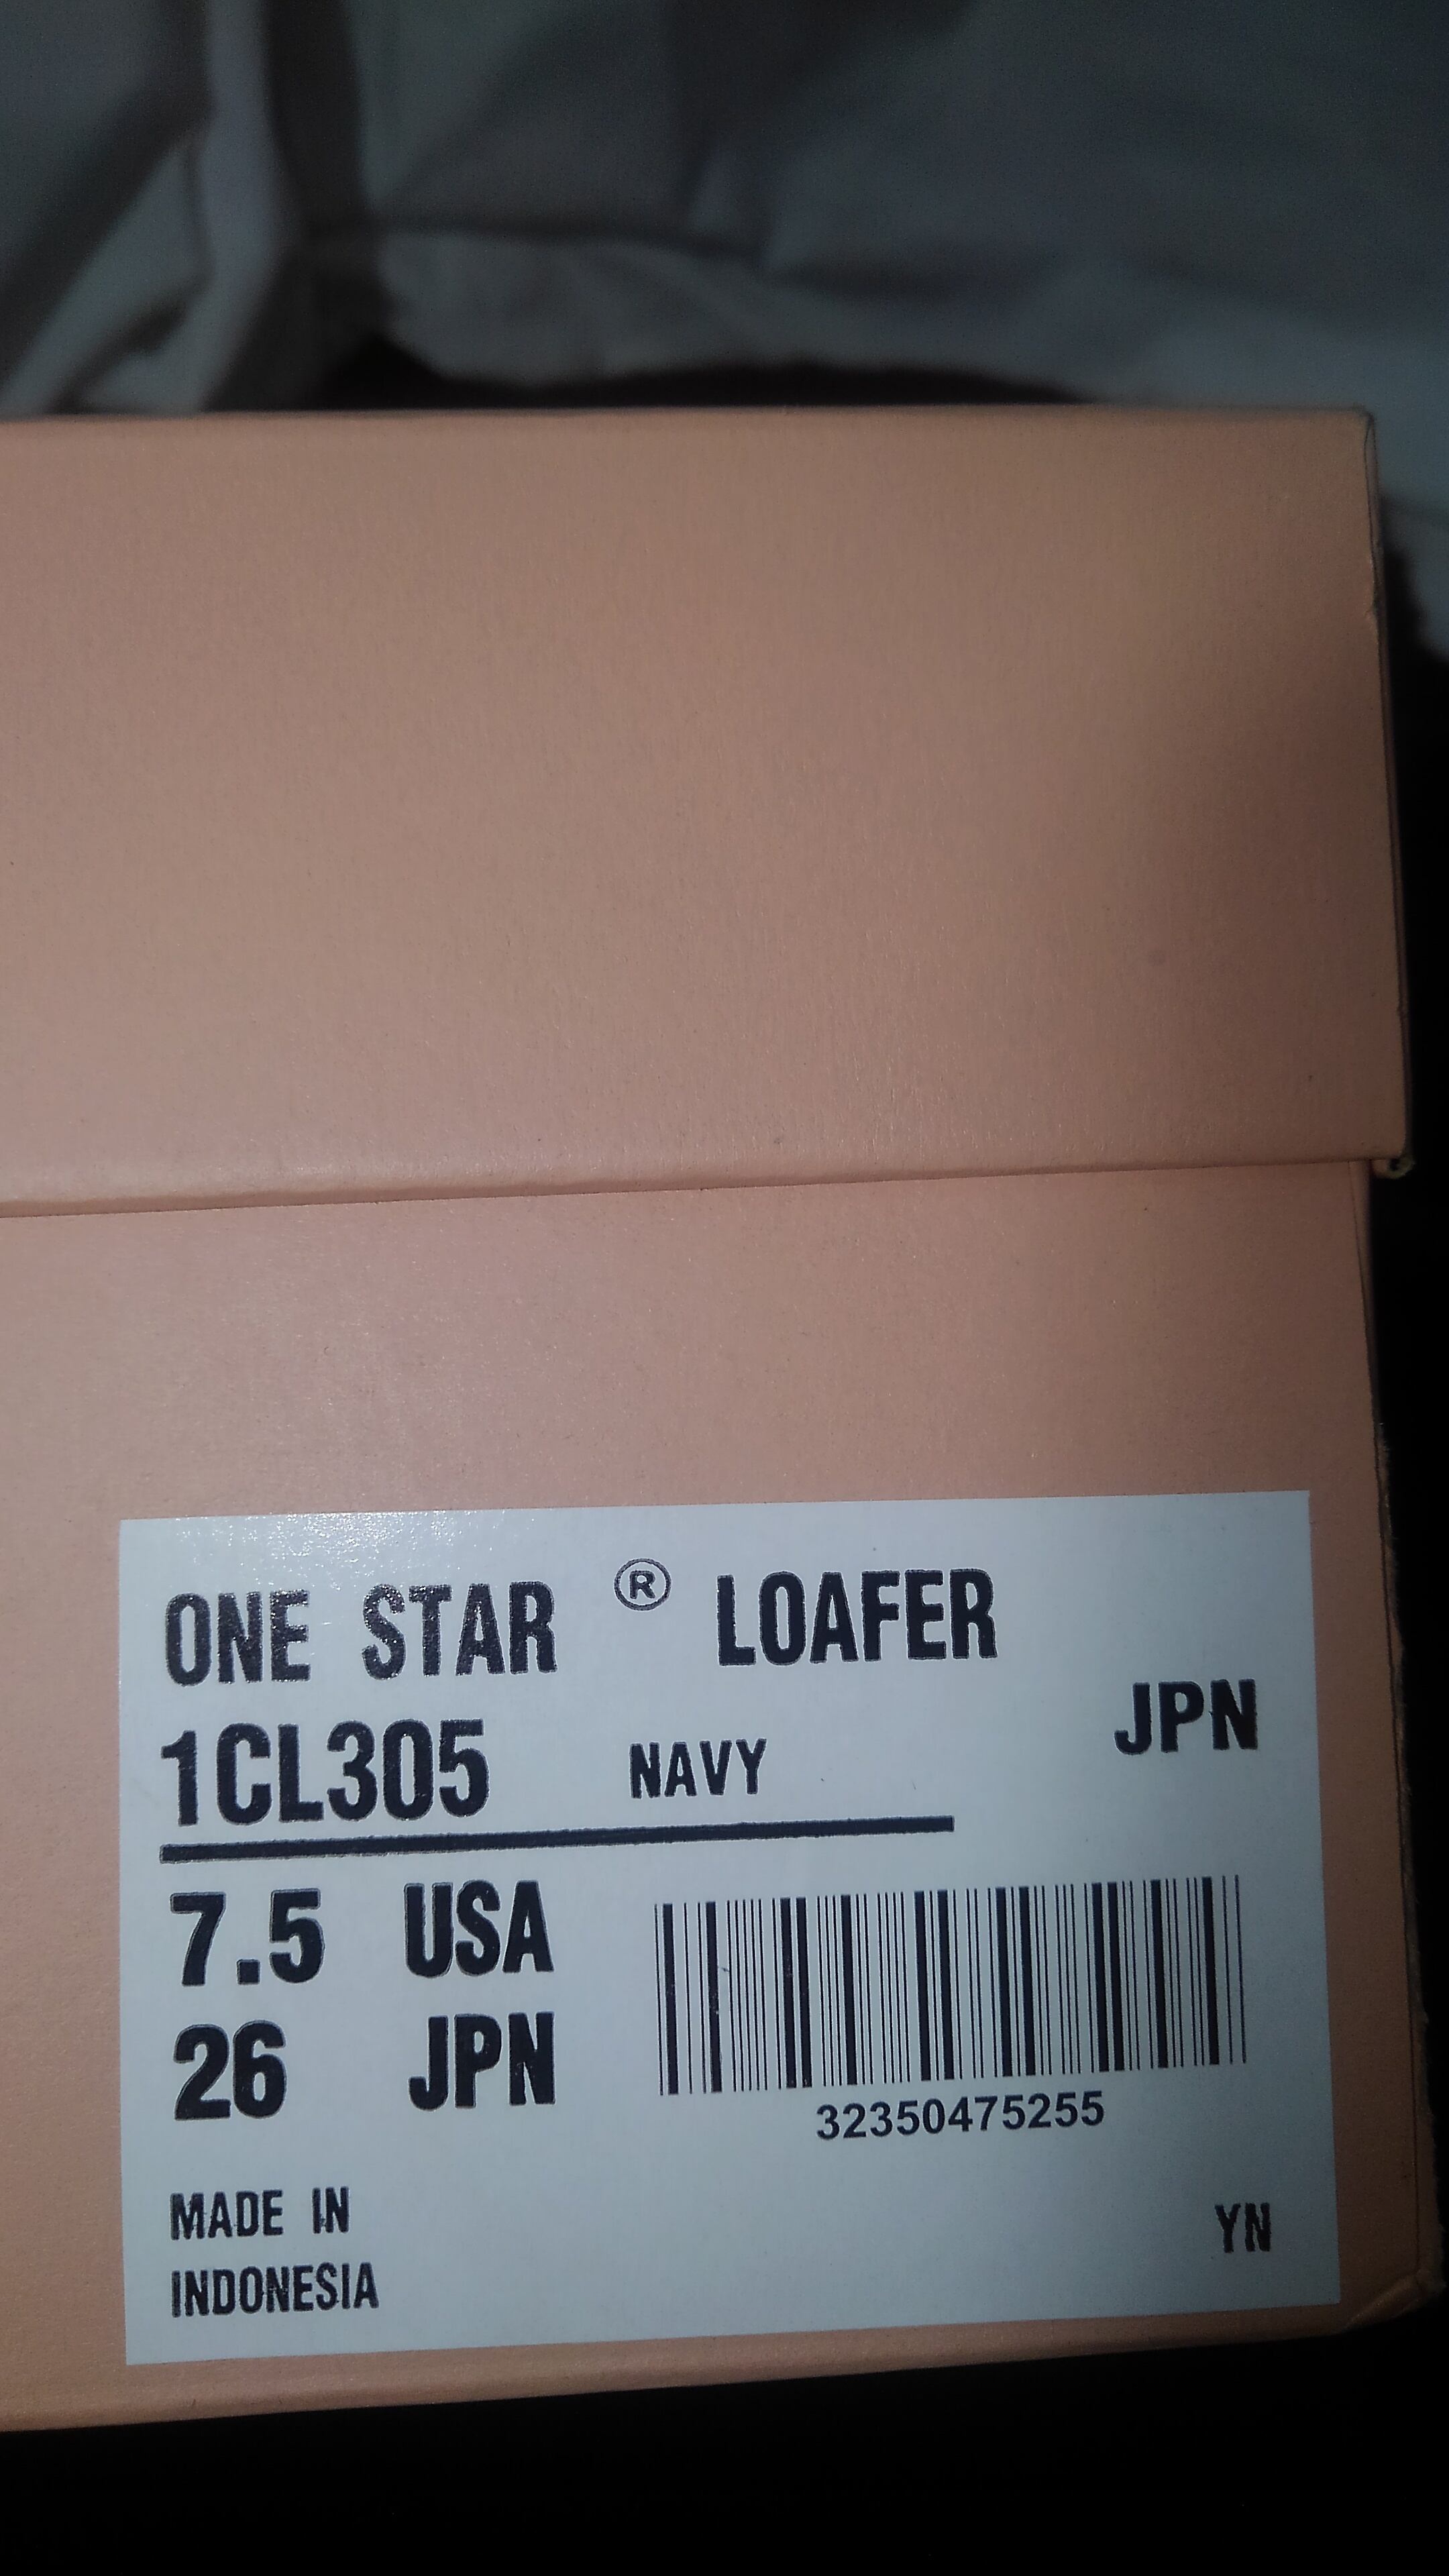 ONE STAR ® LOAFER
1CL305 NAVY JPN
7.5 USA
26 JPN
32350475255
MADE IN
INDONESIA
YN